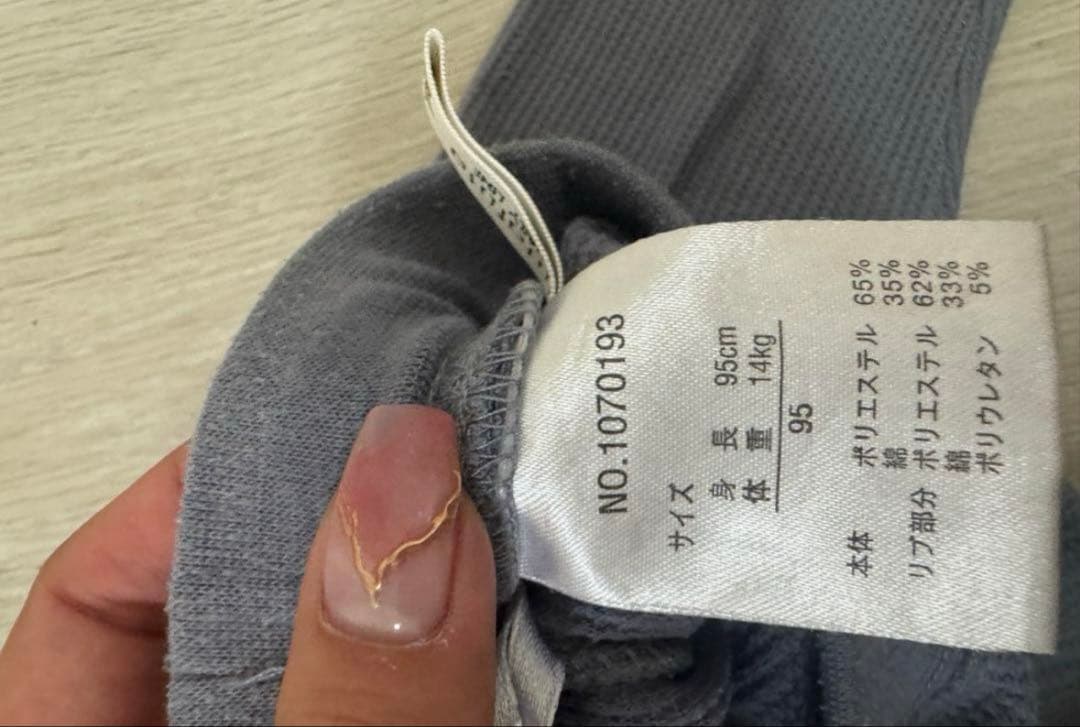 NO.1070193
サイズ
身 長 95cm
体 重 14kg
95
本体 ポリエステル 65%
綿 35%
リブ部分 ポリエステル 62%
綿 33%
ポリウレタン 5%